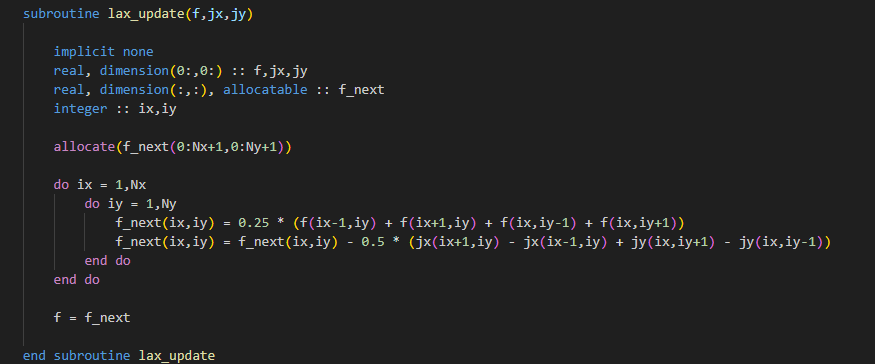 subroutine lax_update(f,jx,jy)
implicit none
real, dimension(0:,0:) :: f,jx,jy
real, dimension(:,:), allocatable :: f_next
integer :: ix,iy
allocate(f_next(0:Nx+1,0:Ny+1))
do ix = 1,Nx
do iy = 1,Ny
f_next(ix,iy) = 0.25 * (f(ix-1,iy) + f(ix+1,iy) + f(ix,iy-1) + f(ix,iy+1))
f_next(ix,iy) = f_next(ix,iy) - 0.5 * (jx(ix+1,iy) - jx(ix-1,iy) + jy(ix,iy+1) - jy(ix,iy-1))
end do
end do
f = f_next
end subroutine lax_update